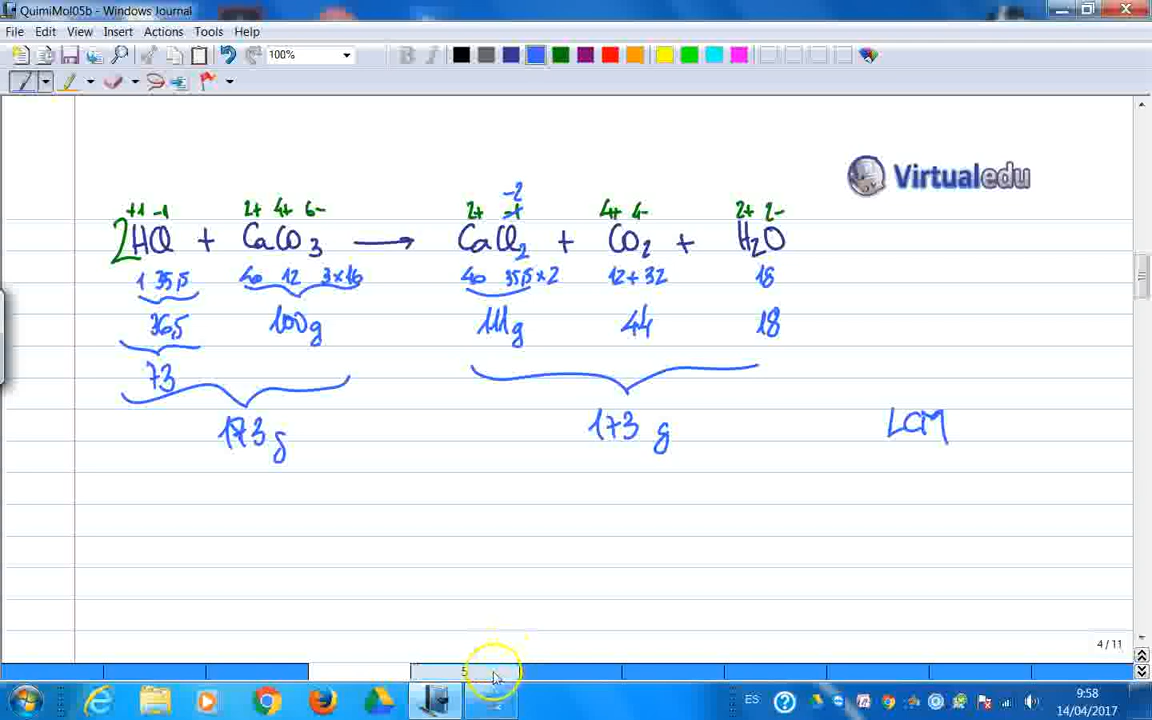 QuimiMol05b - Windows Journal
File Edit View Insert Actions Tools Help
100%
B I
Virtualedu
-2
+1 -1 2+ 4+ 6- 2+ -1 4+ 4- 2+ 2-
2HCl + CaCO3 → CaCl2 + CO2 + H2O
1 35,5 40 12 3×16 40 35,5×2 12+32 18
36,5 100g 111g 44 18
73
173 g 173 g LCM
4 / 11
5
ES
9:58
14/04/2017